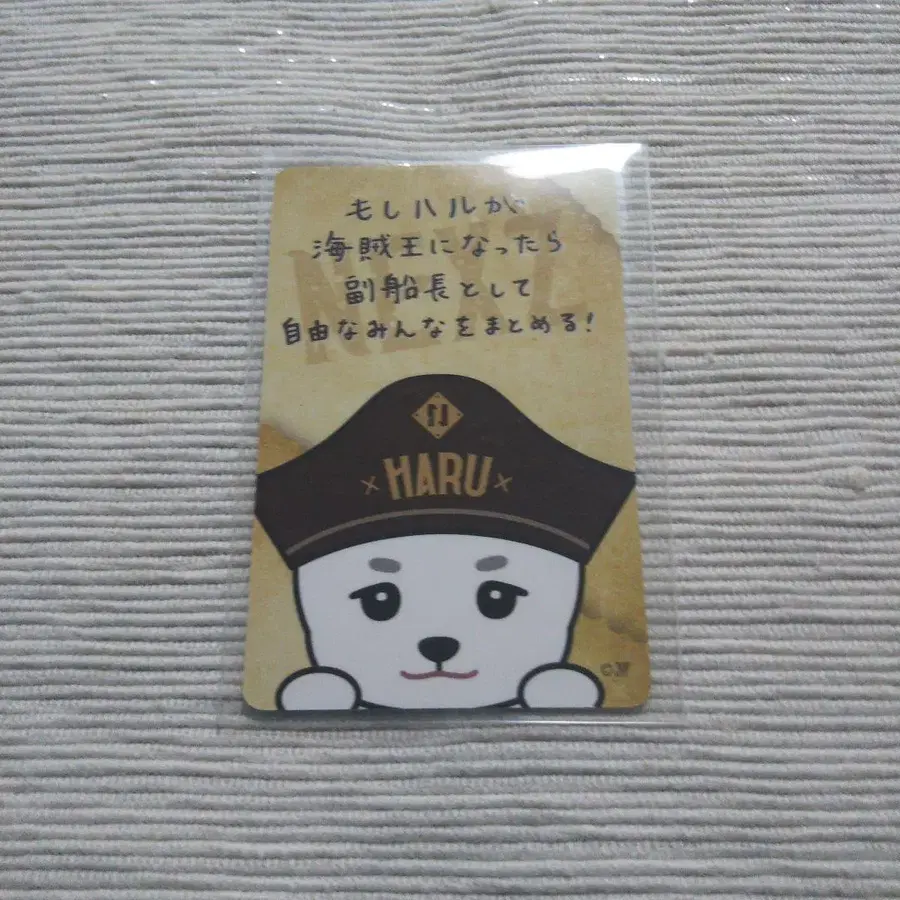 もしハルが
海賊王になったら
副船長として
自由なみんなをまとめる!
NEXZ
HARU